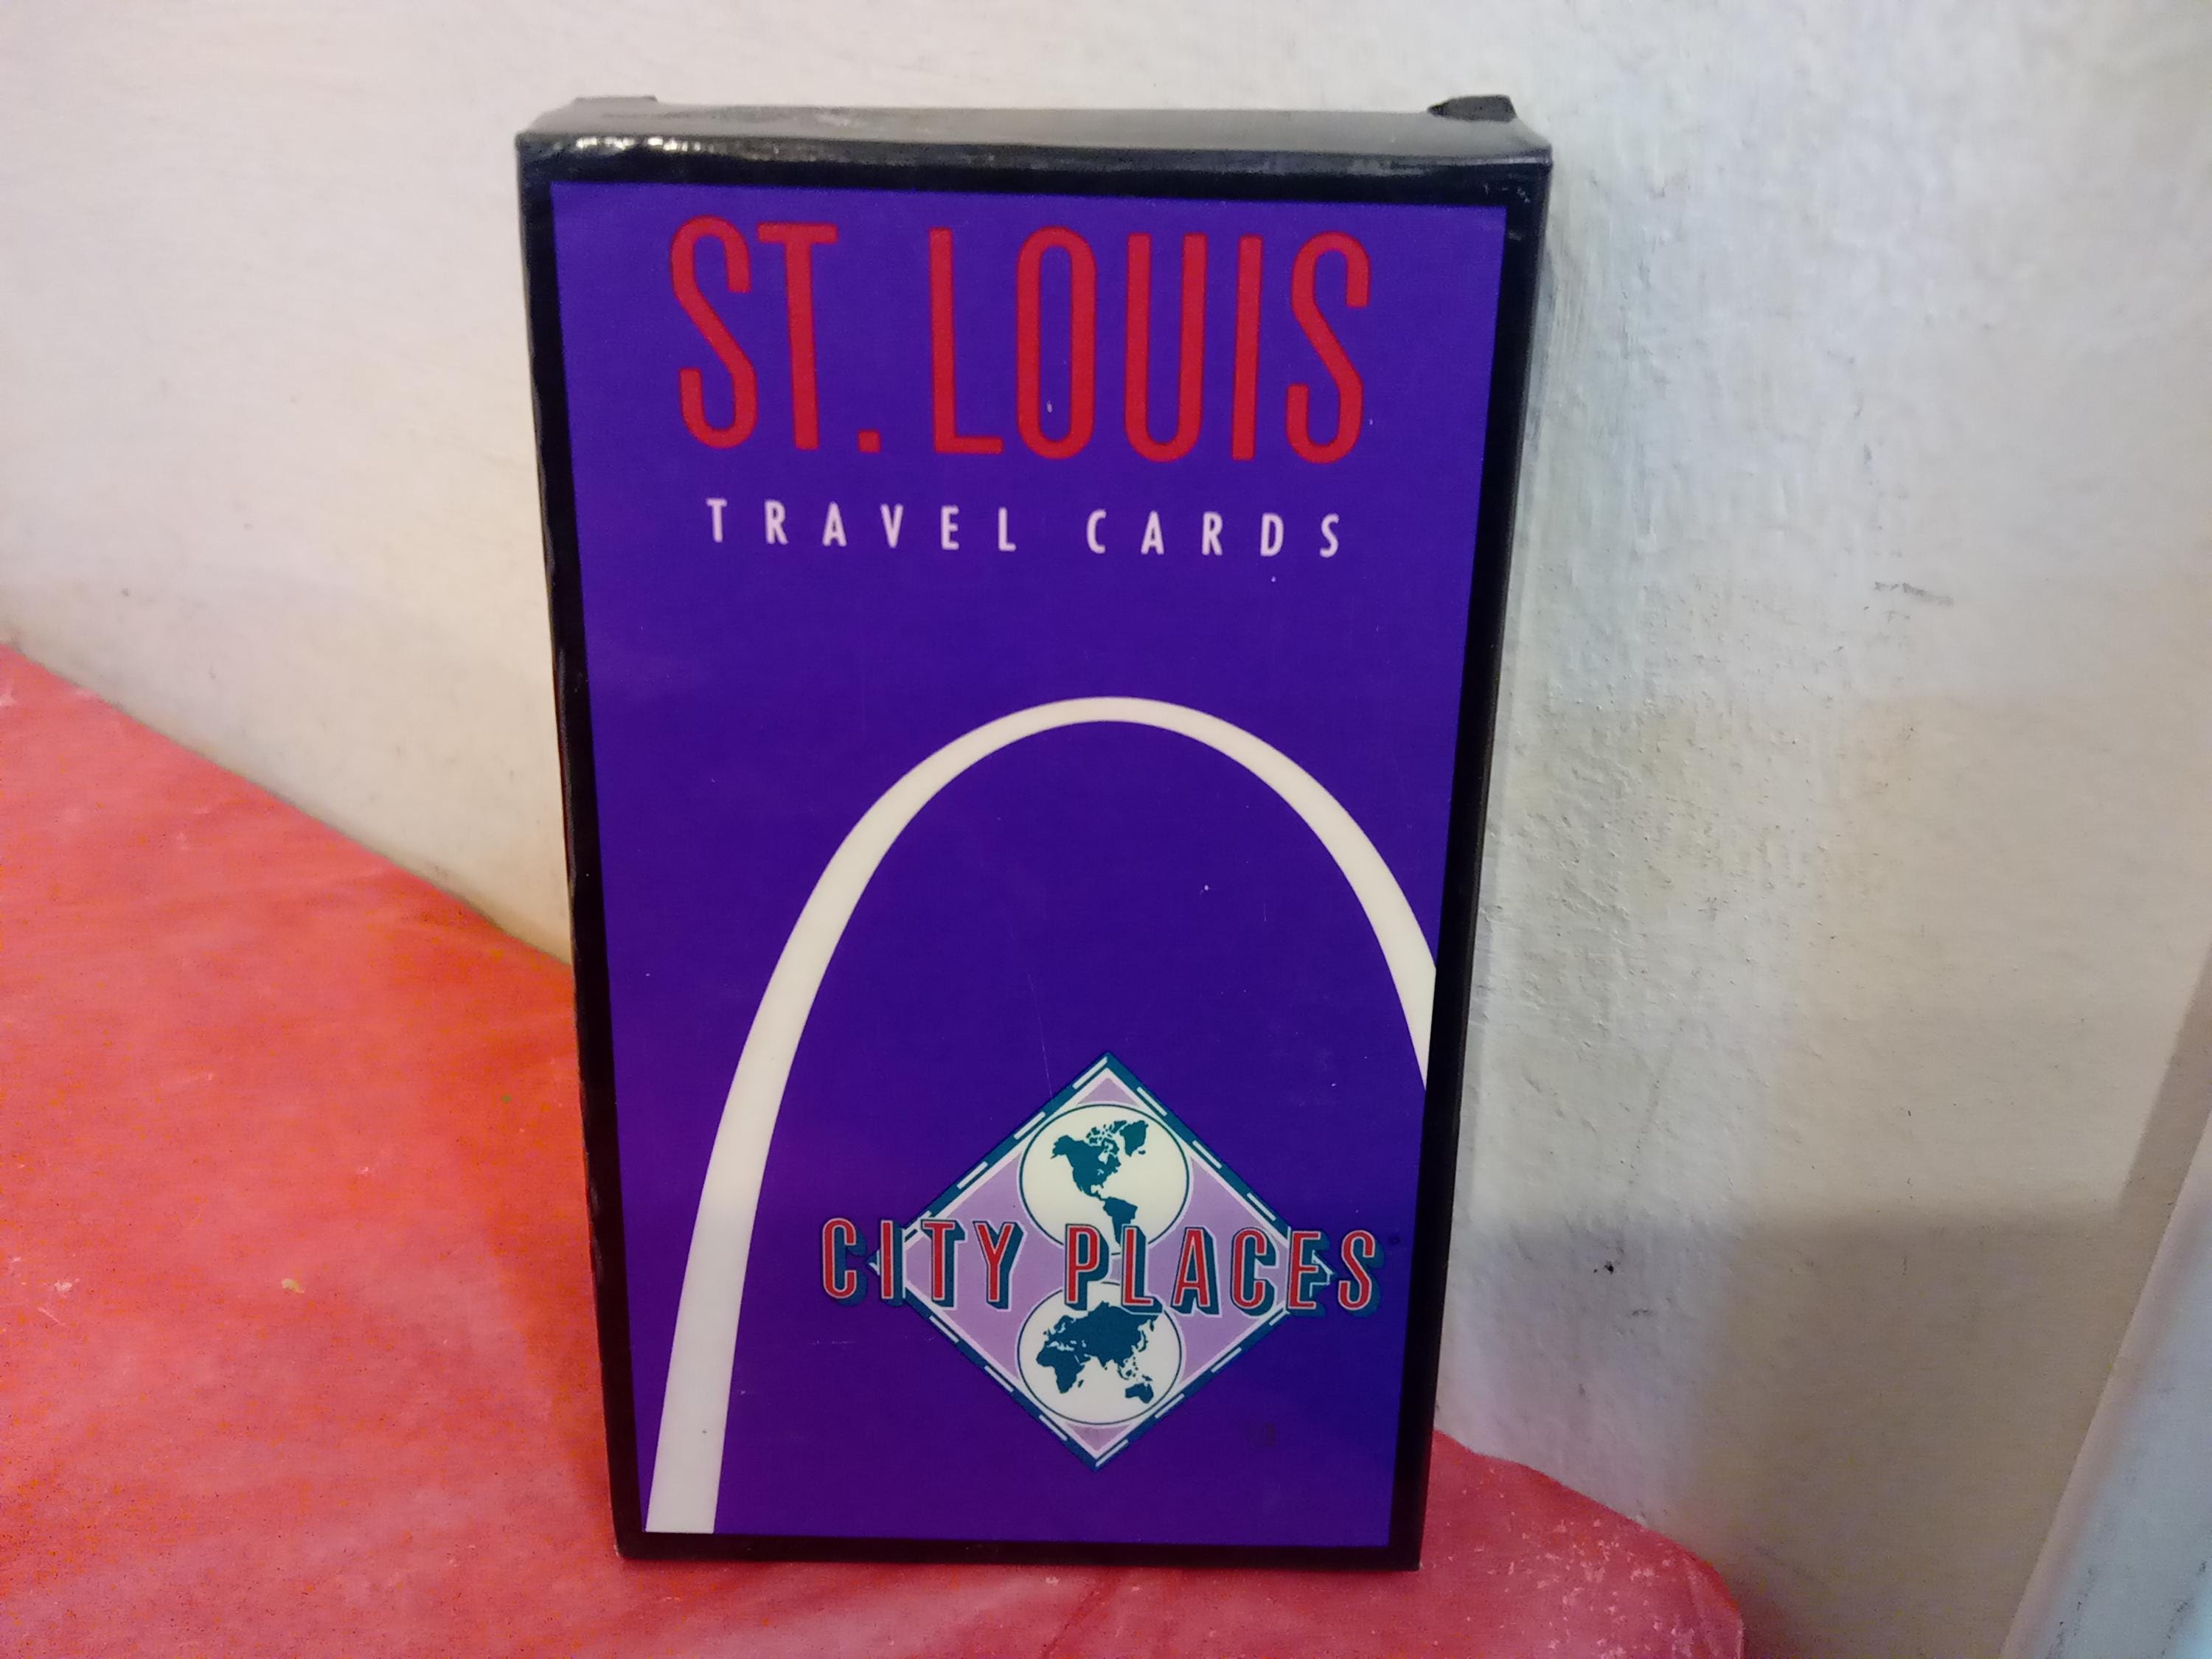 ST. LOUIS
TRAVEL CARDS
CITY PLACES